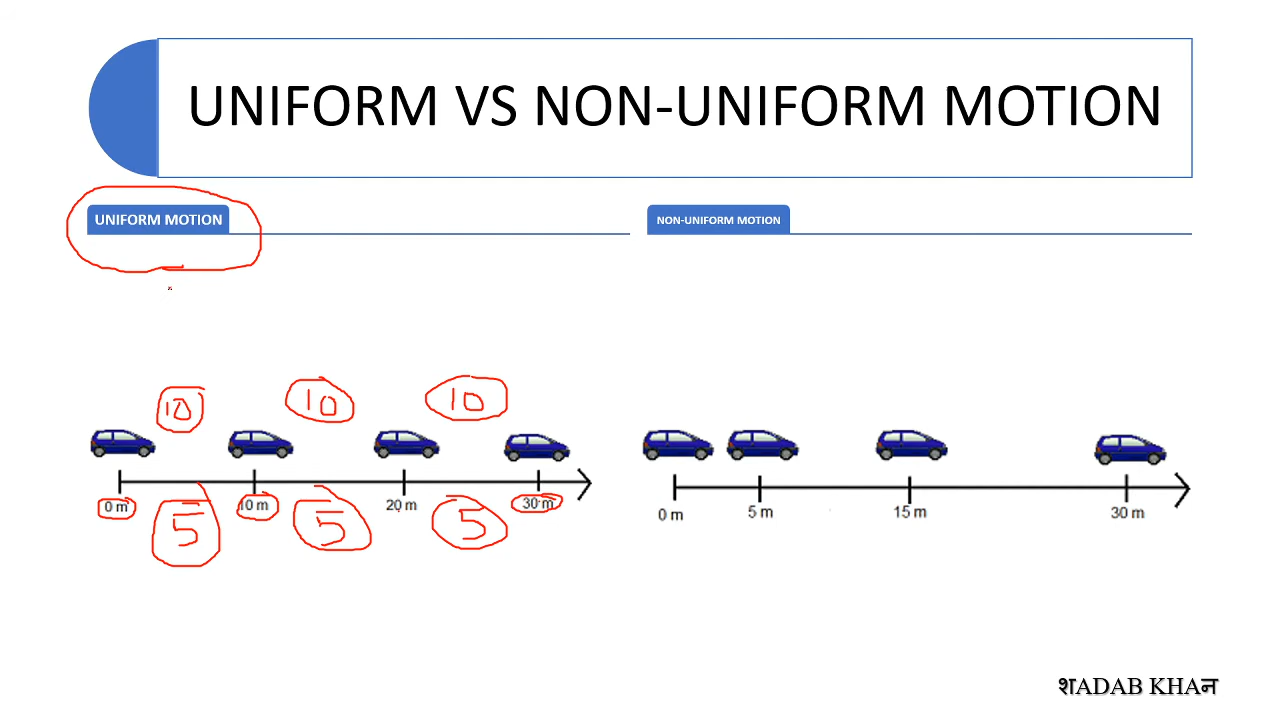 UNIFORM VS NON-UNIFORM MOTION
UNIFORM MOTION
NON-UNIFORM MOTION
10 10 10
0 m 10 m 20 m 30 m
5 5 5
0 m 5 m 15 m 30 m
शADAB KHAन